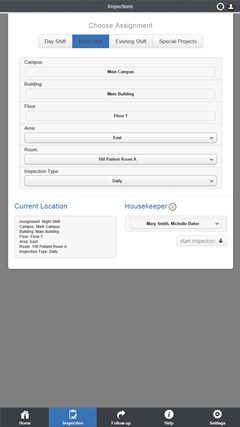 Inspections
Choose Assignment
Day Shift Night Shift Evening Shift Special Projects
Campus:
Main Campus
Building:
Main Building
Floor:
Floor 1
Area:
East
Room:
100 Patient Room A
Inspection Type:
Daily
Current Location
Assignment: Night Shift
Campus: Main Campus
Building: Main Building
Floor: Floor 1
Area: East
Room: 100 Patient Room A
Inspection Type: Daily
Housekeeper
Mary Smith, Michelle Baker
start inspection
Home Inspection Follow-up Help Settings